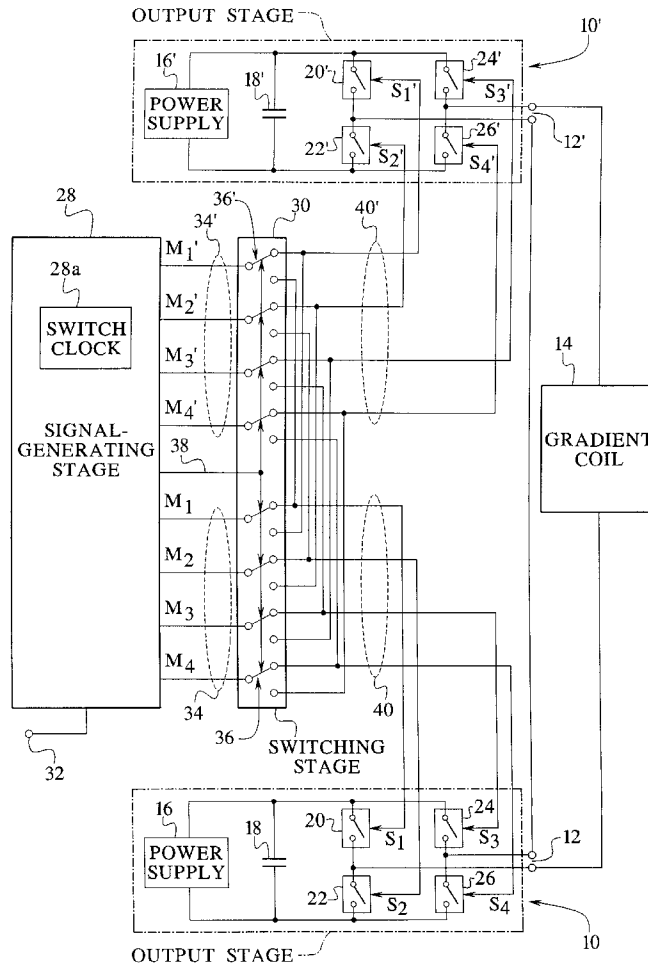 OUTPUT STAGE
10'
16'
POWER
SUPPLY
18'
20'
S1'
24'
S3'
22'
S2'
26'
S4'
12'
28
36'
30
34'
40'
M1'
28a
SWITCH
CLOCK
M2'
M3'
M4'
SIGNAL-
GENERATING
STAGE
38
14
GRADIENT
COIL
M1
M2
M3
M4
34
36
40
32
SWITCHING
STAGE
16
POWER
SUPPLY
18
20
S1
24
S3
22
S2
26
S4
12
OUTPUT STAGE
10